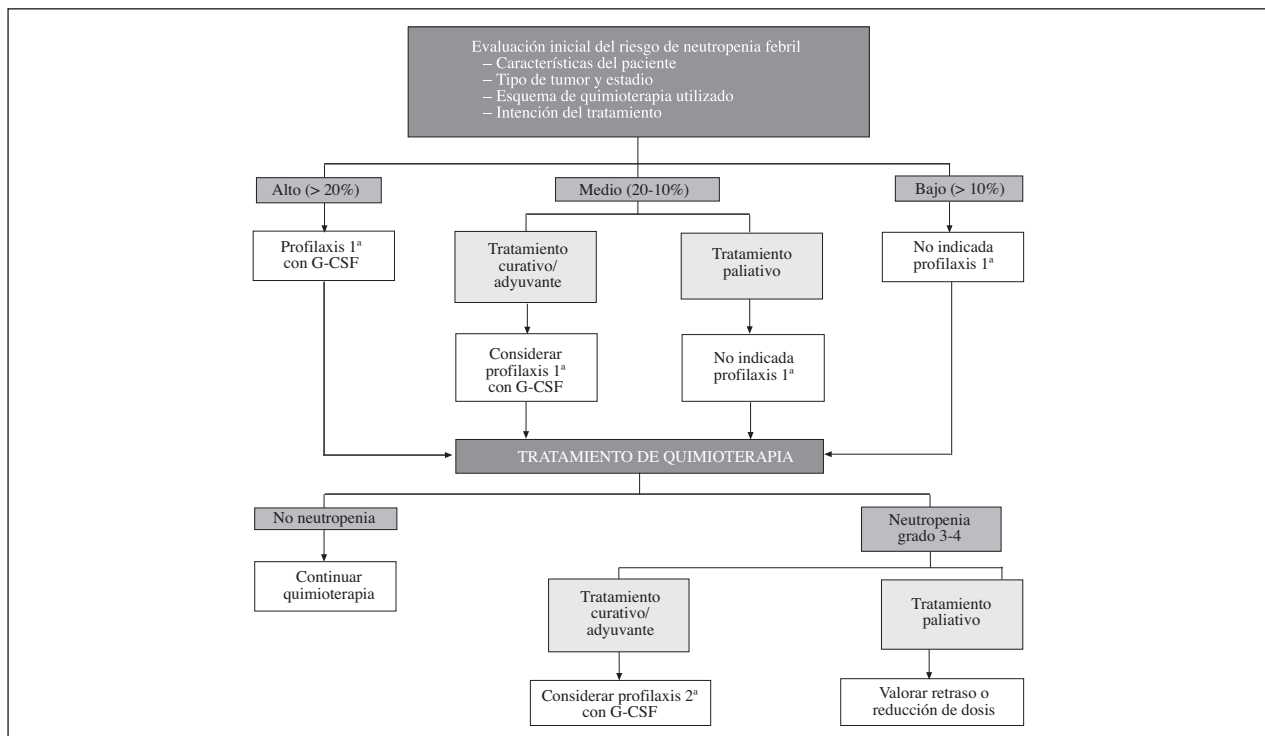 Evaluación inicial del riesgo de neutropenia febril
– Características del paciente
– Tipo de tumor y estadio
– Esquema de quimioterapia utilizado
– Intención del tratamiento
Alto (> 20%)
Medio (20-10%)
Bajo (> 10%)
Profilaxis 1ª
con G-CSF
Tratamiento
curativo/
adyuvante
Tratamiento
paliativo
No indicada
profilaxis 1ª
Considerar
profilaxis 1ª
con G-CSF
No indicada
profilaxis 1ª
TRATAMIENTO DE QUIMIOTERAPIA
No neutropenia
Neutropenia
grado 3-4
Continuar
quimioterapia
Tratamiento
curativo/
adyuvante
Tratamiento
paliativo
Considerar profilaxis 2ª
con G-CSF
Valorar retraso o
reducción de dosis